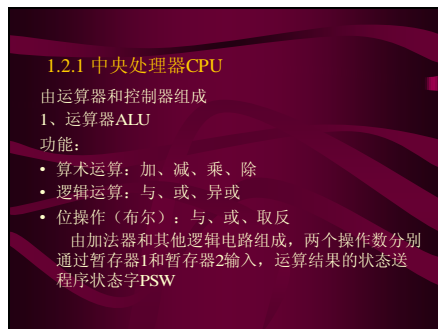 1.2.1 中央处理器CPU
由运算器和控制器组成
1、运算器ALU
功能：
• 算术运算：加、减、乘、除
• 逻辑运算：与、或、异或
• 位操作（布尔）：与、或、取反
由加法器和其他逻辑电路组成，两个操作数分别
通过暂存器1和暂存器2输入，运算结果的状态送
程序状态字PSW